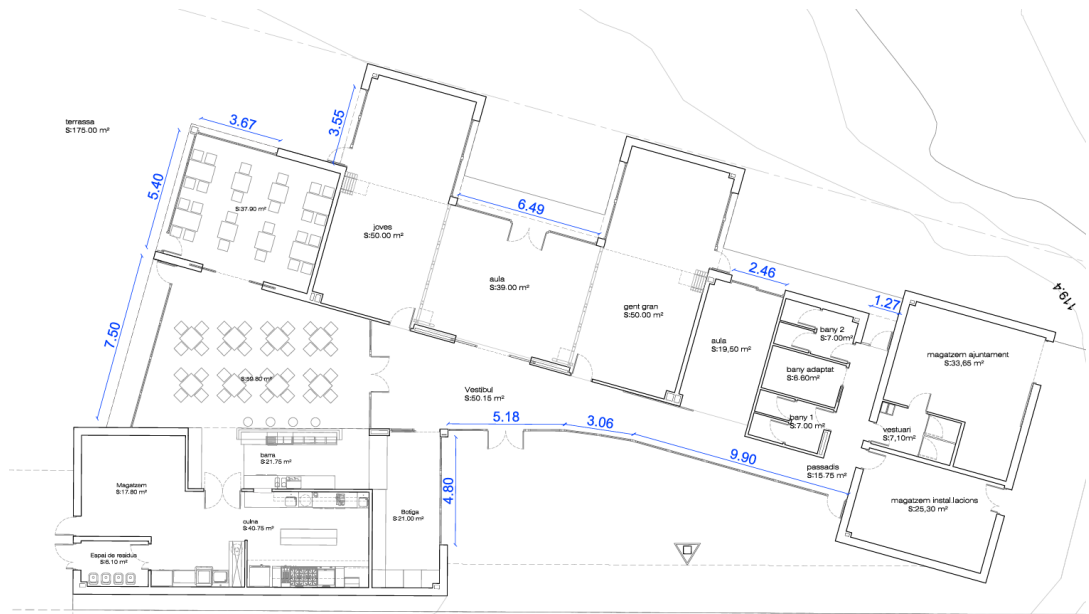 terrassa
S:175.00 m²
3.67
3.55
5.40
S:37.90 m²
6.49
joves
S:50.00 m²
aula
S:39.00 m²
gent gran
S:50.00 m²
2.46
1.27
119.4
aula
S:19,50 m²
bany 2
S:7.00m²
bany adaptat
S:6.60m²
bany 1
S:7.00 m²
magatzem ajuntament
S:33,65 m²
vestuari
S:7,10m²
passadis
S:15.75 m²
magatzem instal.lacions
S:25,30 m²
7.50
S:59.80 m²
Vestíbul
S:50.15 m²
5.18
3.06
9.90
4.80
barra
S:21.75 m²
Magatzem
S:17.80 m²
cuina
S:40.75 m²
Botiga
S:21.00 m²
Espai de residus
S:6.10 m²